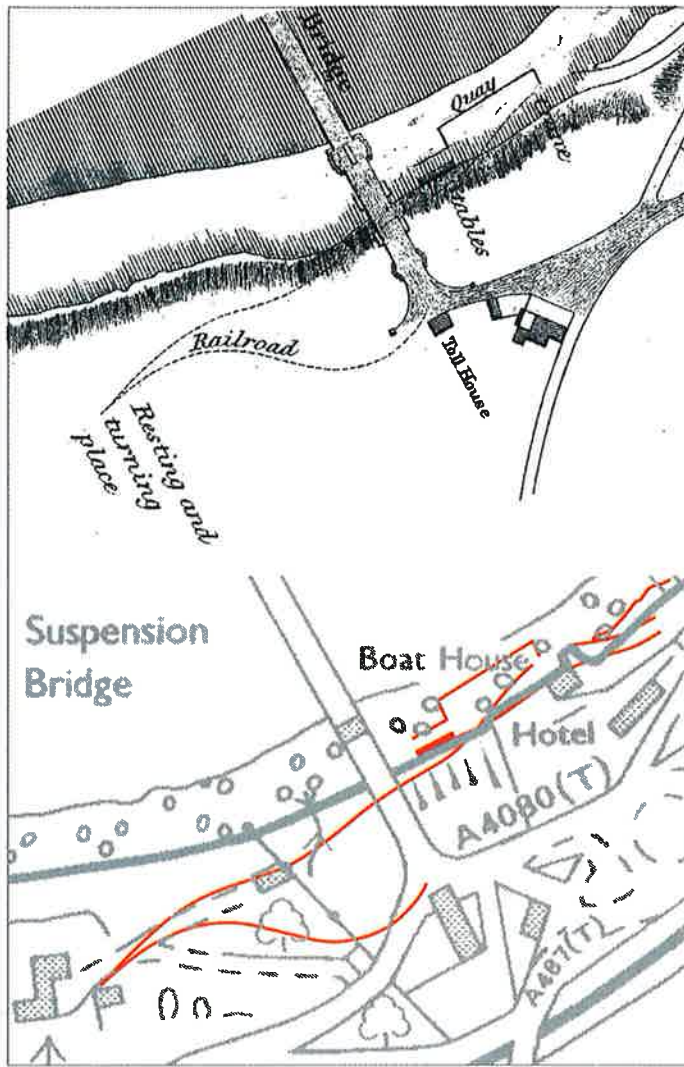 Bridge
Quay
Stables
Railroad
Toll House
Resting and
turning
place
Suspension
Bridge
Boat House
Hotel
A4080(T)
A487(T)